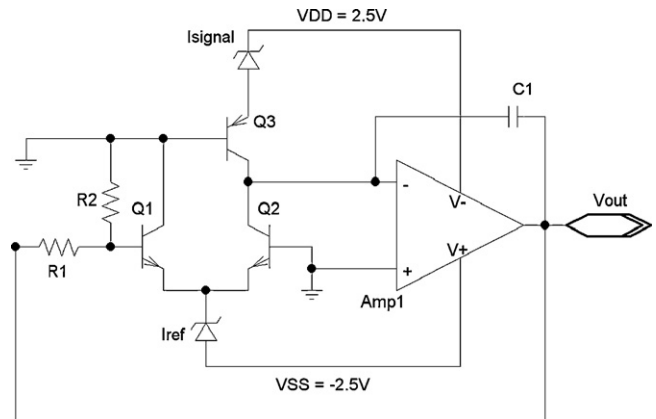 VDD = 2.5V
Isignal
C1
Q3
R2
Q1
Q2
-
V-
Vout
R1
V+
+
Amp1
Iref
VSS = -2.5V